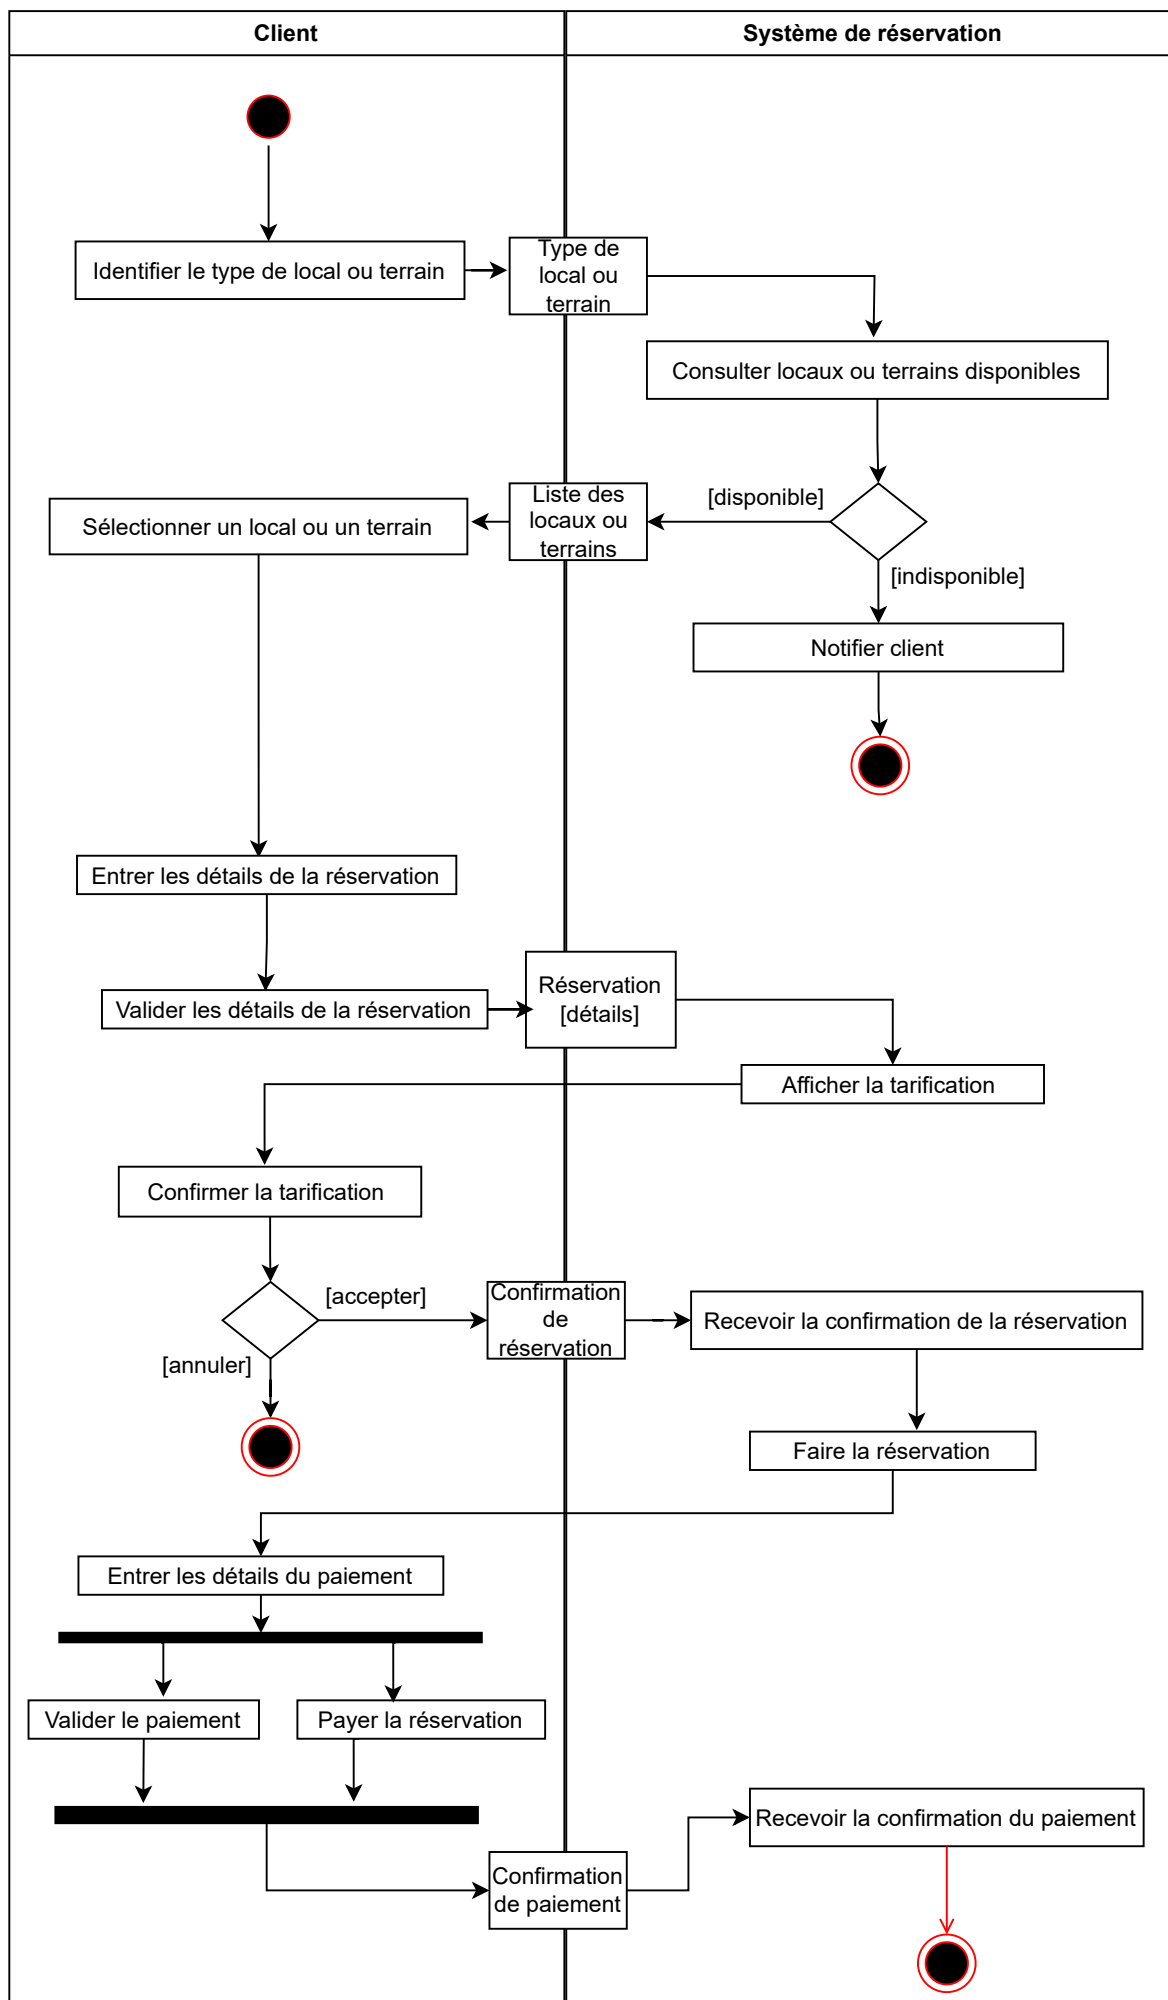 Client
Système de réservation
Identifier le type de local ou terrain
Type de
local ou
terrain
Consulter locaux ou terrains disponibles
Sélectionner un local ou un terrain
Liste des
locaux ou
terrains
[disponible]
[indisponible]
Notifier client
Entrer les détails de la réservation
Valider les détails de la réservation
Réservation
[détails]
Afficher la tarification
Confirmer la tarification
[accepter]
[annuler]
Confirmation
de
réservation
Recevoir la confirmation de la réservation
Faire la réservation
Entrer les détails du paiement
Valider le paiement
Payer la réservation
Recevoir la confirmation du paiement
Confirmation
de paiement